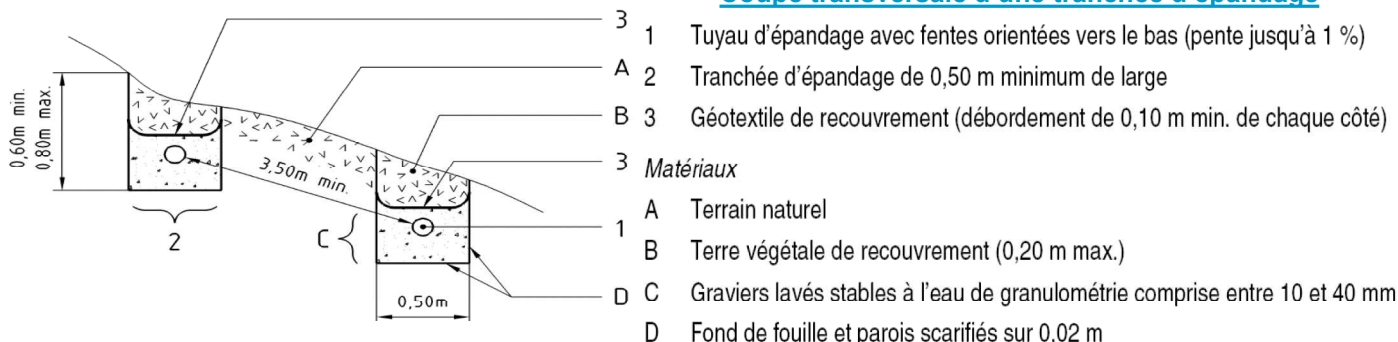 Coupe transversale d'une tranchée d'épandage
3
A
B
3
1
D
0,60m min.
0,80m max.
3,50m min.
2
C
0,50m
1 Tuyau d'épandage avec fentes orientées vers le bas (pente jusqu'à 1 %)
2 Tranchée d'épandage de 0,50 m minimum de large
3 Géotextile de recouvrement (débordement de 0,10 m min. de chaque côté)
Matériaux
A Terrain naturel
B Terre végétale de recouvrement (0,20 m max.)
C Graviers lavés stables à l'eau de granulométrie comprise entre 10 et 40 mm
D Fond de fouille et parois scarifiés sur 0,02 m